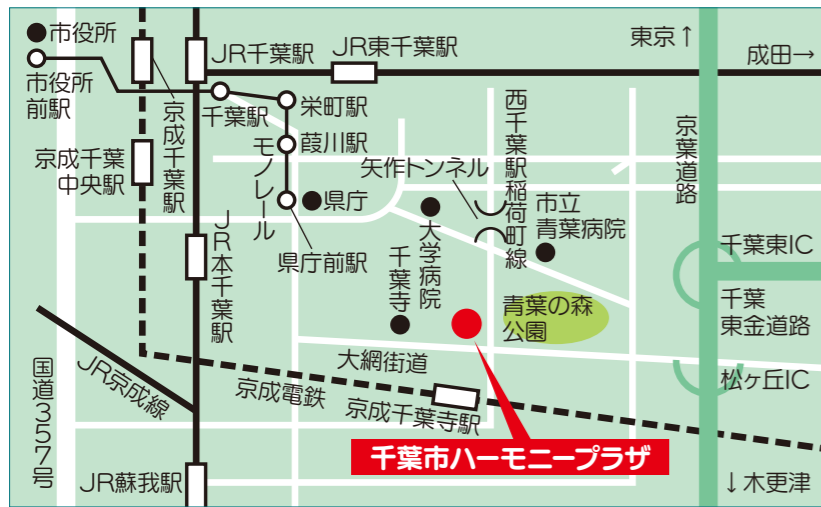 市役所
市役所
前駅
JR千葉駅
JR東千葉駅
東京↑
成田→
京成千葉駅
千葉駅
栄町駅
葭川駅
モノレール
県庁
県庁前駅
京成千葉
中央駅
JR本千葉駅
西千葉駅稲荷町線
矢作トンネル
大学病院
市立
青葉病院
京葉道路
千葉東IC
千葉
東金道路
千葉寺
青葉の森
公園
大網街道
松ヶ丘IC
国道357号
JR京成線
京成電鉄
京成千葉寺駅
千葉市ハーモニープラザ
JR蘇我駅
↓木更津